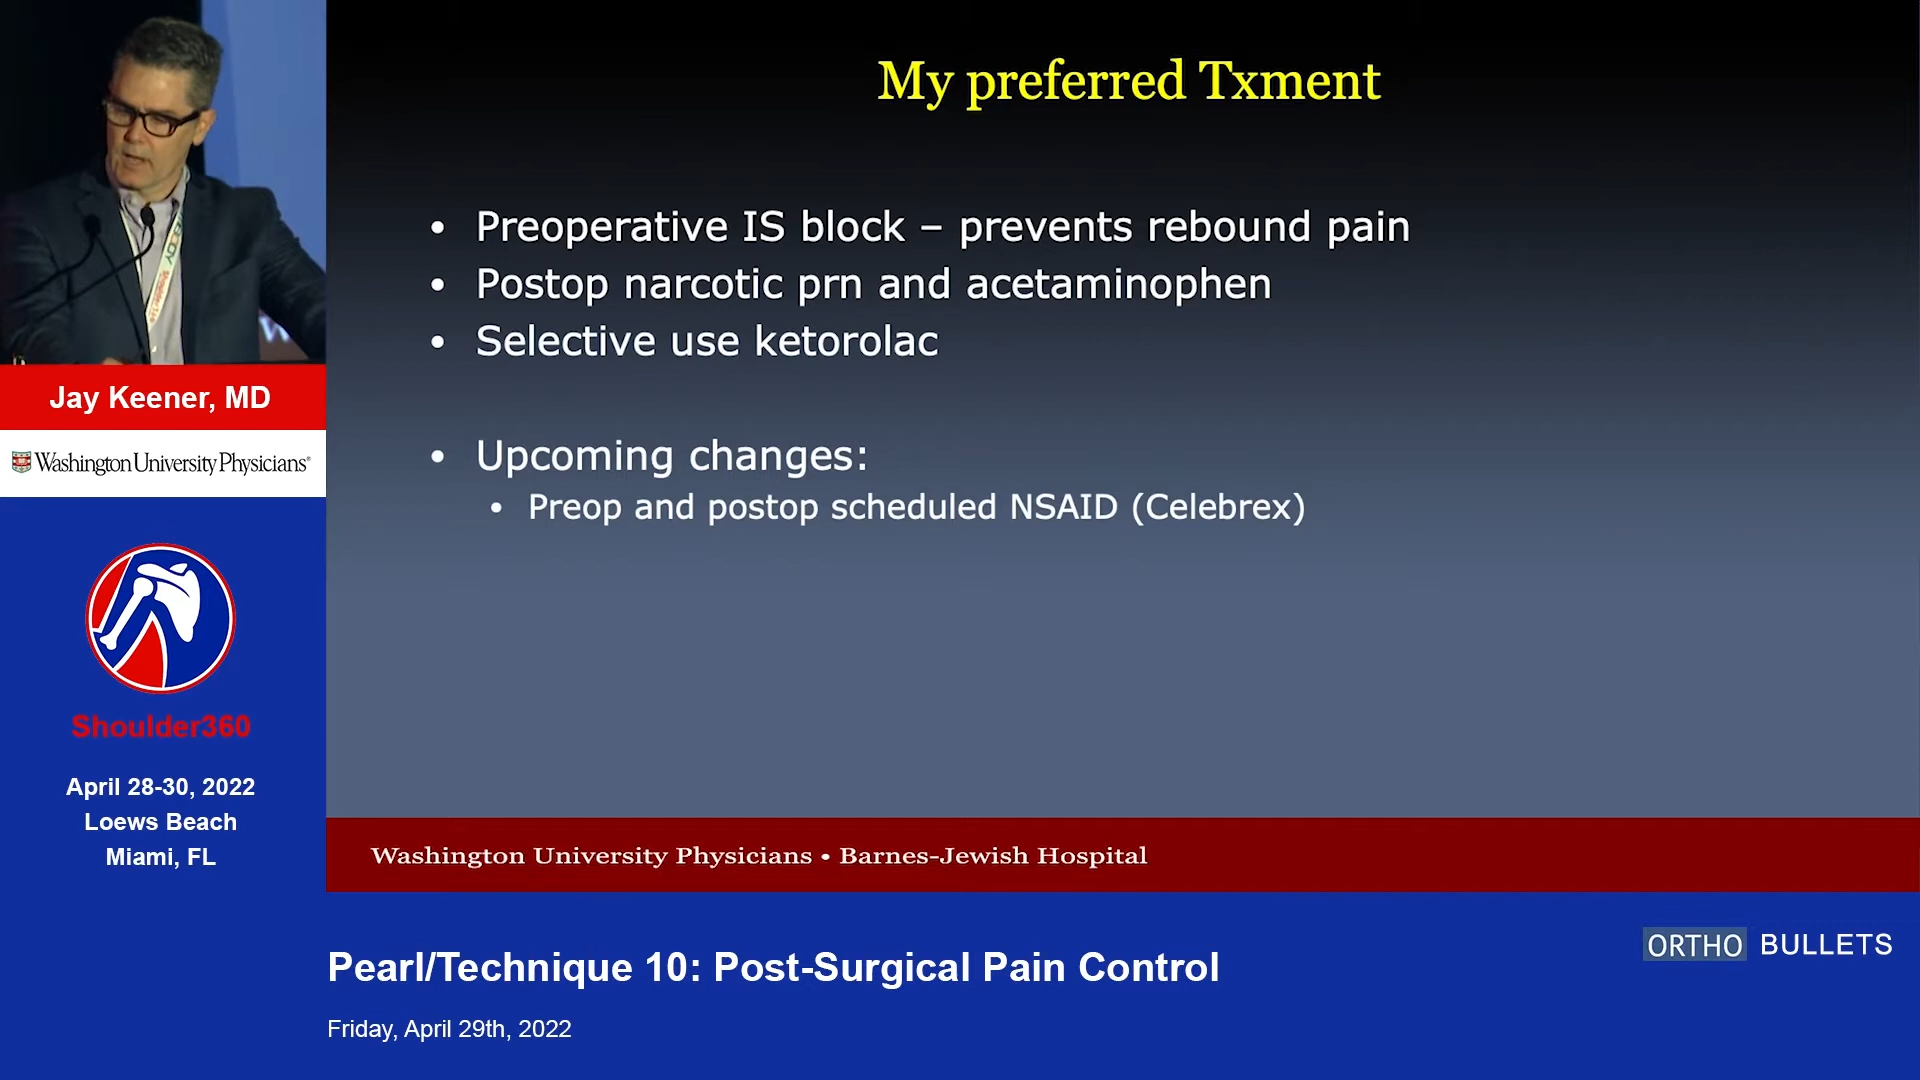 My preferred Txment
• Preoperative IS block – prevents rebound pain
• Postop narcotic prn and acetaminophen
• Selective use ketorolac
• Upcoming changes:
• Preop and postop scheduled NSAID (Celebrex)
Washington University Physicians • Barnes-Jewish Hospital
Jay Keener, MD
Washington University Physicians®
Shoulder360
April 28-30, 2022
Loews Beach
Miami, FL
Pearl/Technique 10: Post-Surgical Pain Control
Friday, April 29th, 2022
ORTHO BULLETS